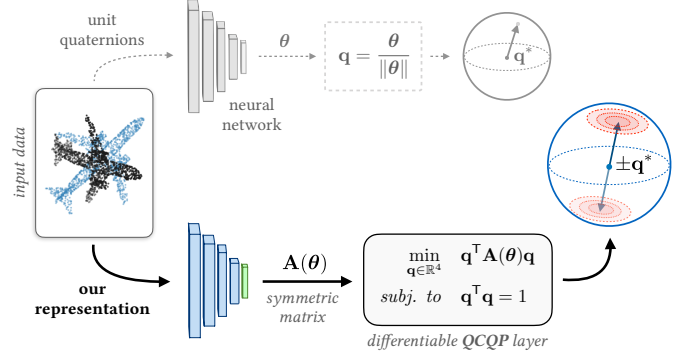 unit
quaternions
θ
q = θ / ‖θ‖
q*
neural
network
input data
±q*
our
representation
A(θ)
symmetric
matrix
min q∈ℝ⁴ qᵀA(θ)q
subj. to qᵀq = 1
differentiable QCQP layer